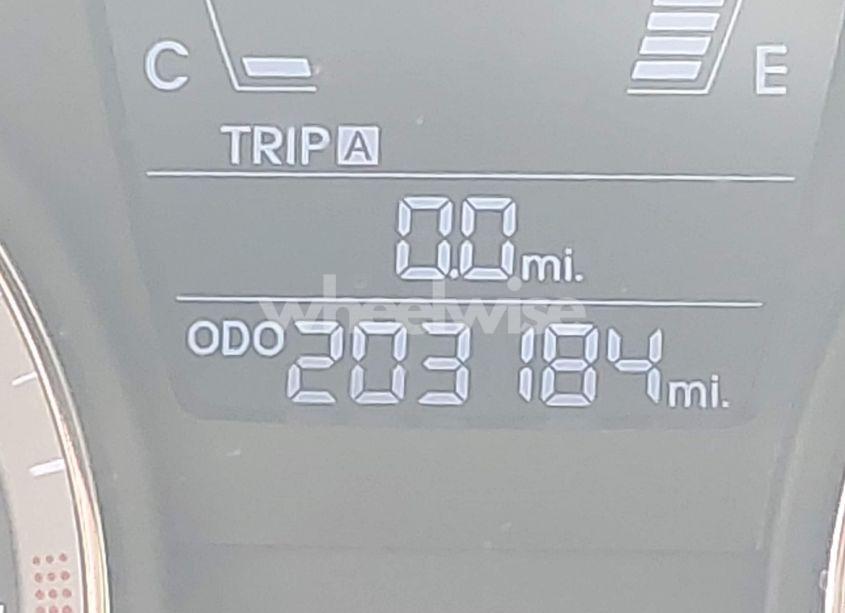 C E
TRIP A
0.0 mi.
wheelwise
ODO 203184 mi.